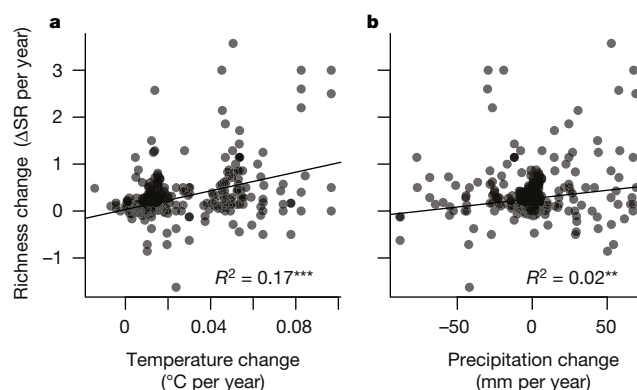 a
b
Richness change (ΔSR per year)
3
2
1
0
−1
R² = 0.17***
R² = 0.02**
0
0.04
0.08
−50
0
50
Temperature change
(°C per year)
Precipitation change
(mm per year)